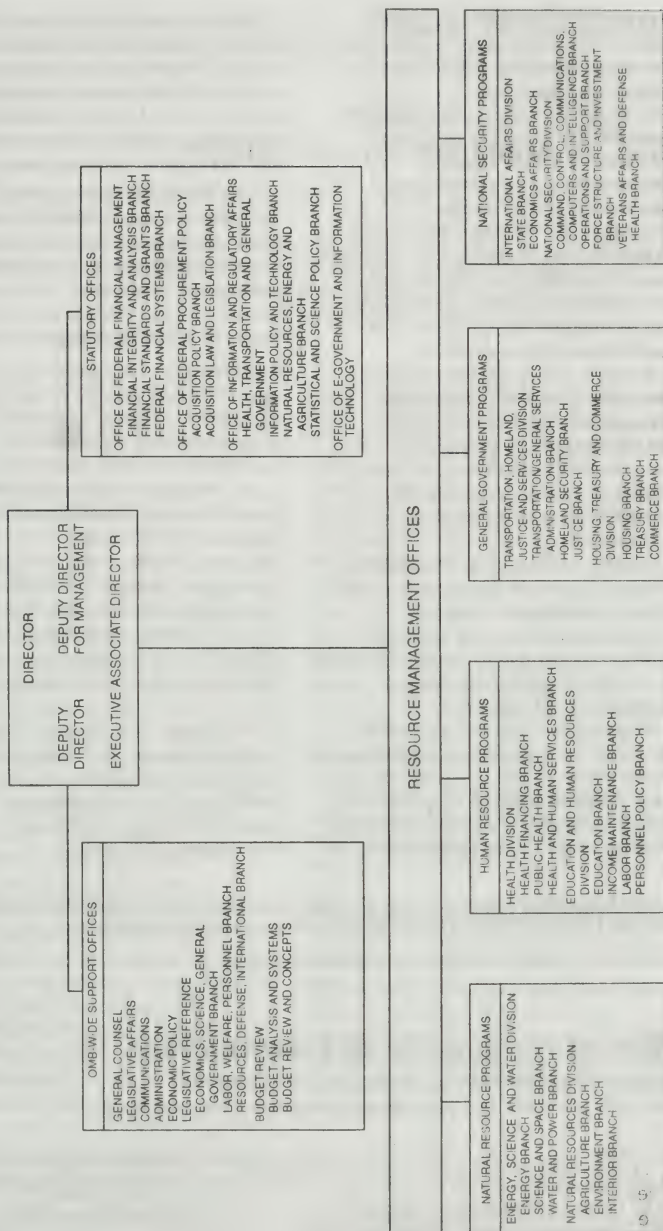 DIRECTOR
DEPUTY
DIRECTOR
DEPUTY DIRECTOR
FOR MANAGEMENT
EXECUTIVE ASSOCIATE DIRECTOR
OMB-WIDE SUPPORT OFFICES
GENERAL COUNSEL
LEGISLATIVE AFFAIRS
COMMUNICATIONS
ADMINISTRATION
ECONOMIC POLICY
LEGISLATIVE REFERENCE
ECONOMICS, SCIENCE, GENERAL
GOVERNMENT BRANCH
LABOR, WELFARE, PERSONNEL BRANCH
RESOURCES, DEFENSE, INTERNATIONAL BRANCH
BUDGET REVIEW
BUDGET ANALYSIS AND SYSTEMS
BUDGET REVIEW AND CONCEPTS
STATUTORY OFFICES
OFFICE OF FEDERAL FINANCIAL MANAGEMENT
FINANCIAL INTEGRITY AND ANALYSIS BRANCH
FINANCIAL STANDARDS AND GRANTS BRANCH
FEDERAL FINANCIAL SYSTEMS BRANCH
OFFICE OF FEDERAL PROCUREMENT POLICY
ACQUISITION POLICY BRANCH
ACQUISITION LAW AND LEGISLATION BRANCH
OFFICE OF INFORMATION AND REGULATORY AFFAIRS
HEALTH, TRANSPORTATION AND GENERAL
GOVERNMENT
INFORMATION POLICY AND TECHNOLOGY BRANCH
NATURAL RESOURCES, ENERGY AND
AGRICULTURE BRANCH
STATISTICAL AND SCIENCE POLICY BRANCH
OFFICE OF E-GOVERNMENT AND INFORMATION
TECHNOLOGY
RESOURCE MANAGEMENT OFFICES
NATURAL RESOURCE PROGRAMS
ENERGY, SCIENCE AND WATER DIVISION
ENERGY BRANCH
SCIENCE AND SPACE BRANCH
WATER AND POWER BRANCH
NATURAL RESOURCES DIVISION
AGRICULTURE BRANCH
ENVIRONMENT BRANCH
INTERIOR BRANCH
HUMAN RESOURCE PROGRAMS
HEALTH DIVISION
HEALTH FINANCING BRANCH
PUBLIC HEALTH BRANCH
HEALTH AND HUMAN SERVICES BRANCH
EDUCATION AND HUMAN RESOURCES
DIVISION
EDUCATION BRANCH
INCOME MAINTENANCE BRANCH
LABOR BRANCH
PERSONNEL POLICY BRANCH
GENERAL GOVERNMENT PROGRAMS
TRANSPORTATION, HOMELAND,
JUSTICE AND SERVICES DIVISION
TRANSPORTATION/GENERAL SERVICES
ADMINISTRATION BRANCH
HOMELAND SECURITY BRANCH
JUSTICE BRANCH
HOUSING, TREASURY AND COMMERCE
DIVISION
HOUSING BRANCH
TREASURY BRANCH
COMMERCE BRANCH
NATIONAL SECURITY PROGRAMS
INTERNATIONAL AFFAIRS DIVISION
STATE BRANCH
ECONOMICS AFFAIRS BRANCH
NATIONAL SECURITY DIVISION
COMMAND, CONTROL, COMMUNICATIONS,
COMPUTERS AND INTELLIGENCE BRANCH
OPERATIONS AND SUPPORT BRANCH
FORCE STRUCTURE AND INVESTMENT
BRANCH
VETERANS AFFAIRS AND DEFENSE
HEALTH BRANCH